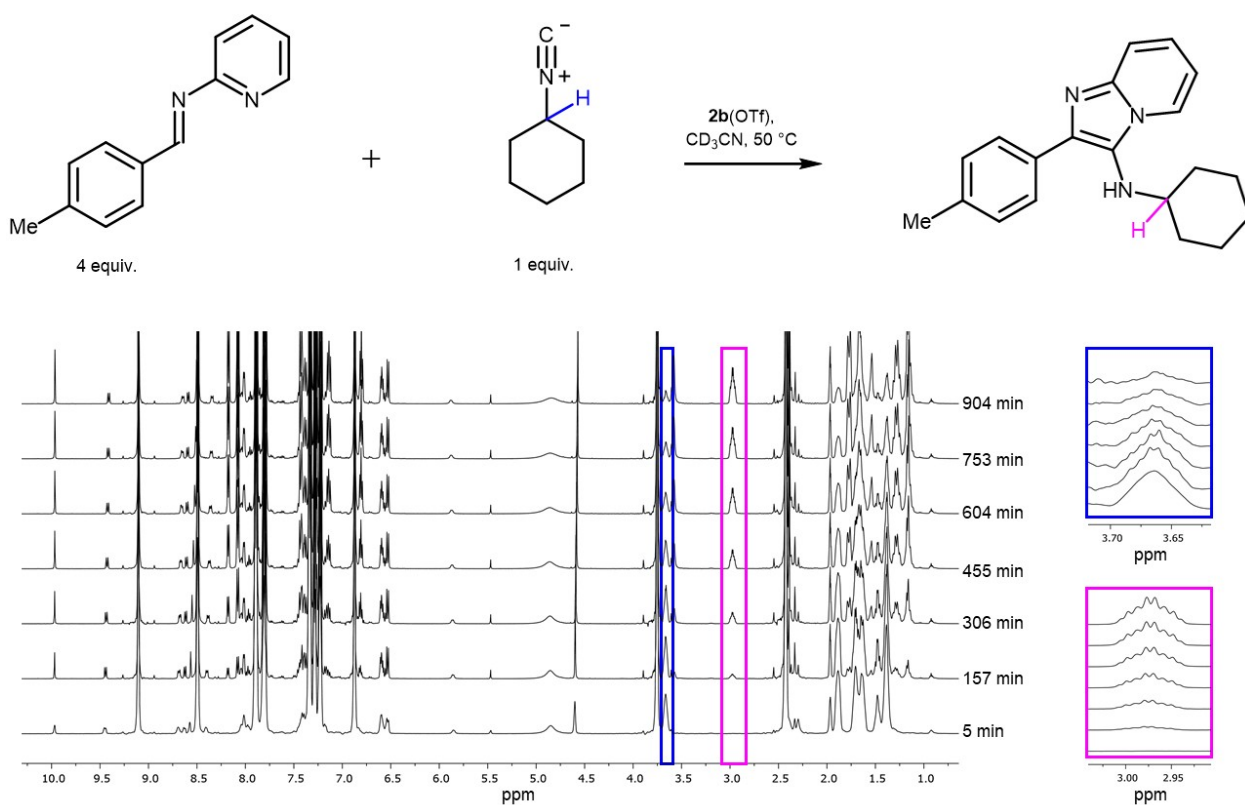 N
N
Me
4 equiv.
+
C −
N +
H
1 equiv.
2b(OTf),
CD₃CN, 50 °C
N
N
HN
H
Me
904 min
753 min
604 min
455 min
306 min
157 min
5 min
10.0 9.5 9.0 8.5 8.0 7.5 7.0 6.5 6.0 5.5 5.0 4.5 4.0 3.5 3.0 2.5 2.0 1.5 1.0
ppm
3.70 3.65
ppm
3.00 2.95
ppm